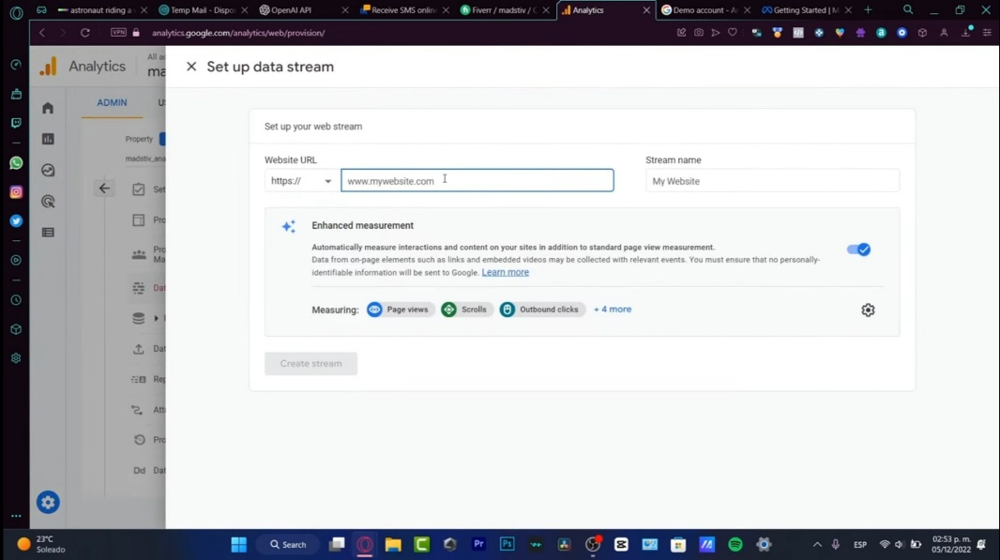 astronaut riding a
Temp Mail - Dispo
OpenAI API
Receive SMS onlin
Fiverr / madstiv /
Analytics
Demo account - A
Getting Started | M
VPN
analytics.google.com/analytics/web/provision/
Analytics
All ac
ma
Set up data stream
ADMIN
Property
madstiv_ana
Set
Pro
Pro
Ma
Dat
Dat
Rep
Att
Pro
Dd
Dat
Set up your web stream
Website URL
Stream name
https://
www.mywebsite.com
My Website
Enhanced measurement
Automatically measure interactions and content on your sites in addition to standard page view measurement.
Data from on-page elements such as links and embedded videos may be collected with relevant events. You must ensure that no personally-
identifiable information will be sent to Google. Learn more
Measuring:
Page views
Scrolls
Outbound clicks
+ 4 more
Create stream
23°C
Soleado
Search
Pr
Ps
ESP
02:53 p. m.
05/12/2022